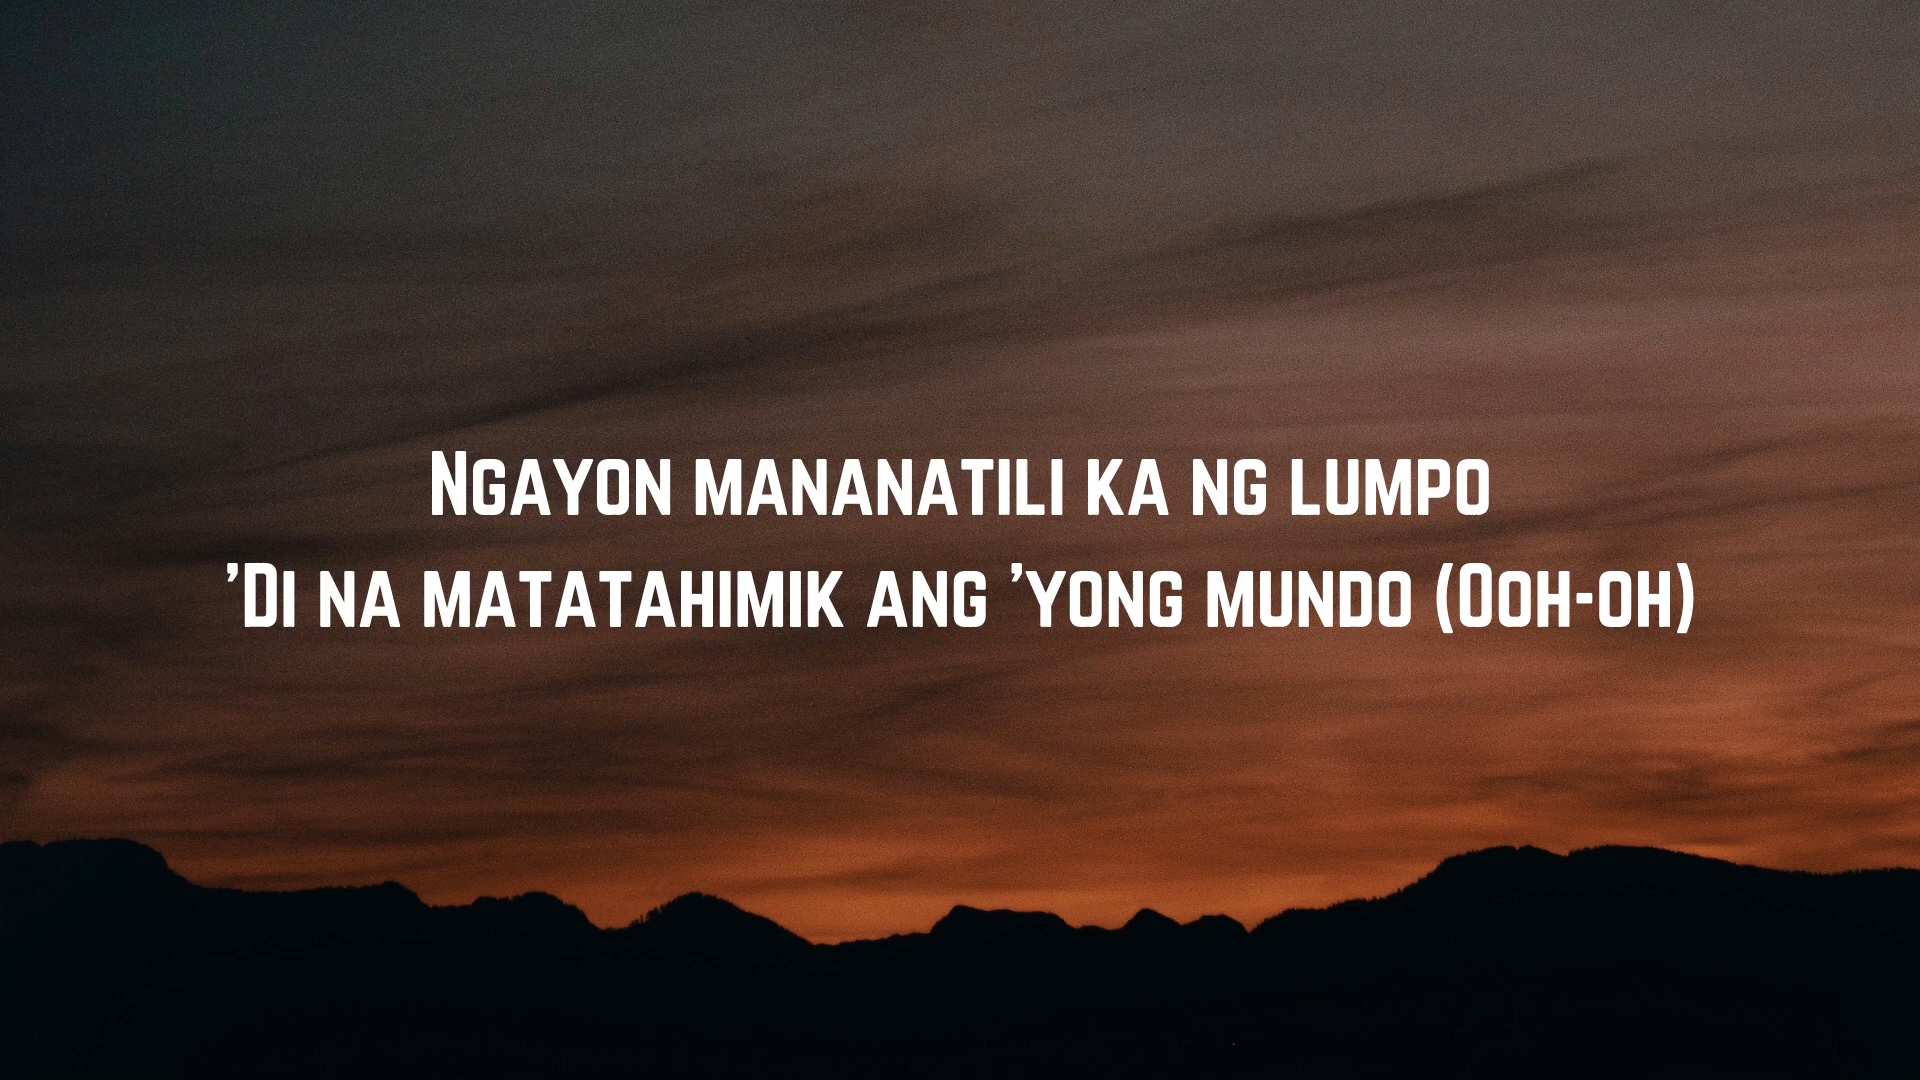 Ngayon mananatili ka ng lumpo
'Di na matatahimik ang 'yong mundo (Ooh-oh)